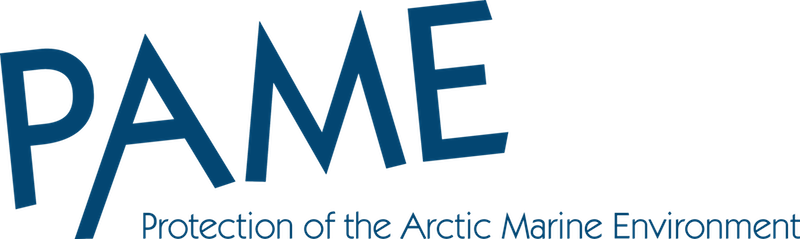 PAME
Protection of the Arctic Marine Environment